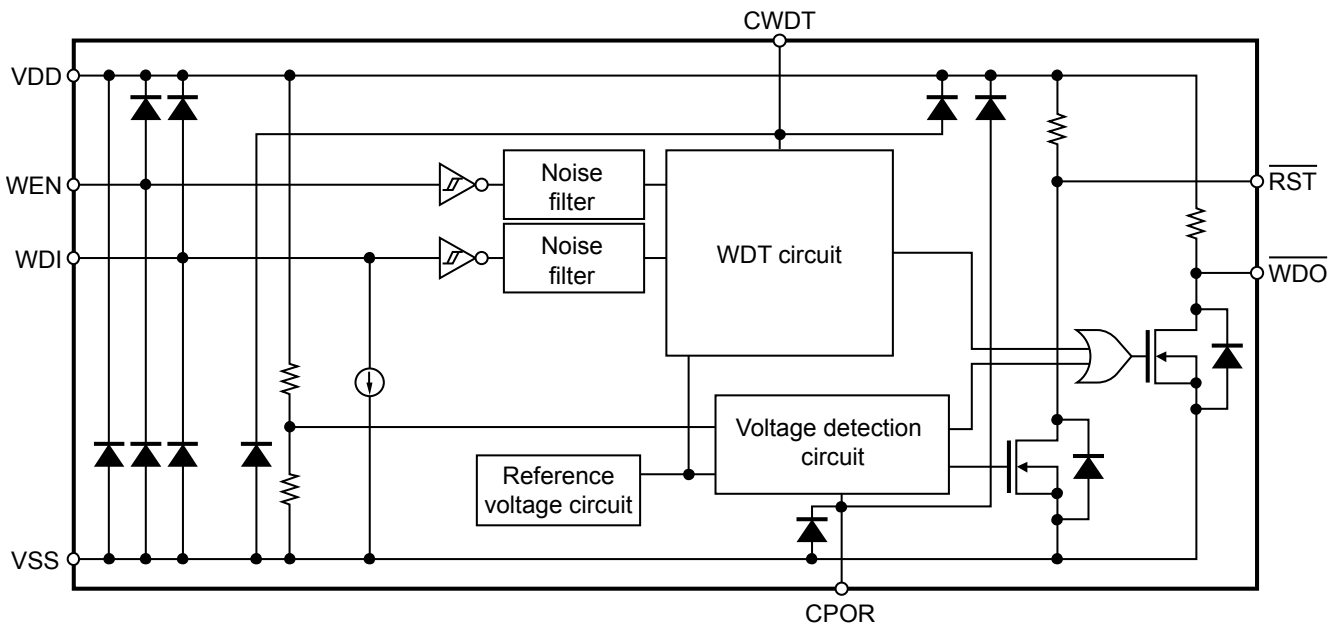 CWDT
VDD
WEN
Noise
filter
RST
WDI
Noise
filter
WDT circuit
WDO
Voltage detection
circuit
Reference
voltage circuit
VSS
CPOR